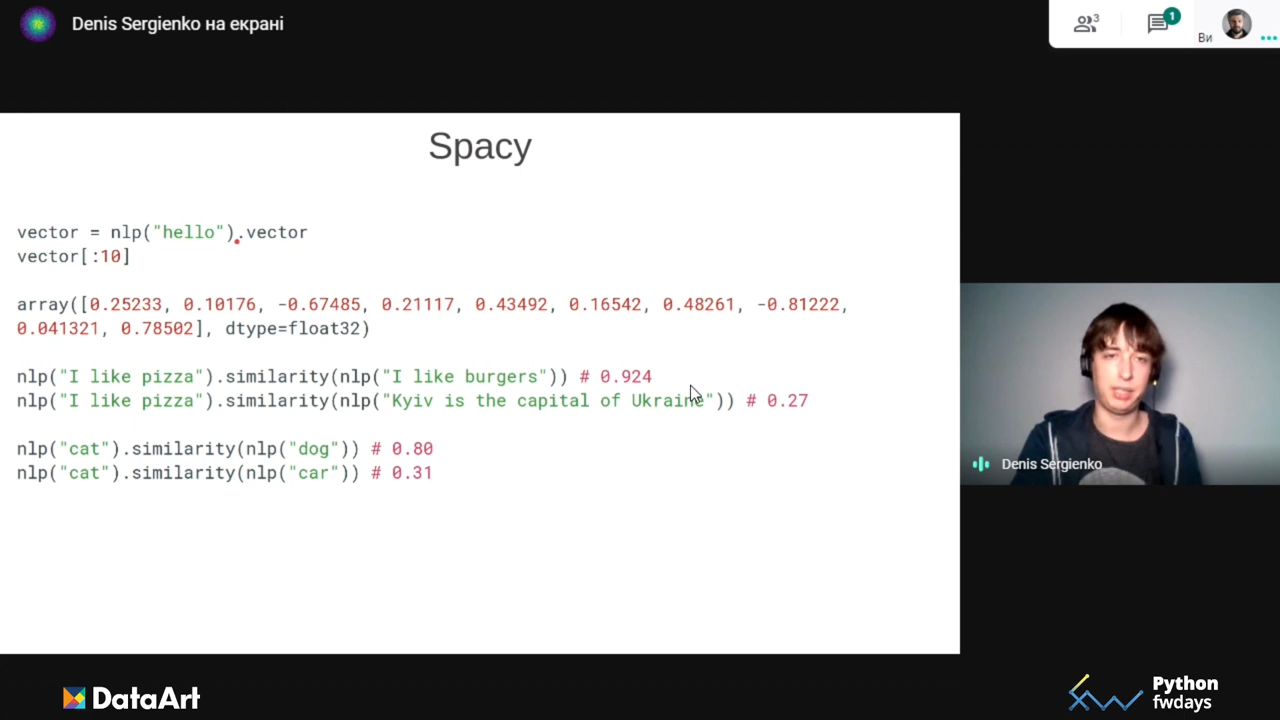 Denis Sergienko на екрані
3
1
Ви
Spacy
vector = nlp("hello").vector
vector[:10]
array([0.25233, 0.10176, -0.67485, 0.21117, 0.43492, 0.16542, 0.48261, -0.81222,
0.041321, 0.78502], dtype=float32)
nlp("I like pizza").similarity(nlp("I like burgers")) # 0.924
nlp("I like pizza").similarity(nlp("Kyiv is the capital of Ukraine")) # 0.27
nlp("cat").similarity(nlp("dog")) # 0.80
nlp("cat").similarity(nlp("car")) # 0.31
Denis Sergienko
DataArt
Python
fwdays